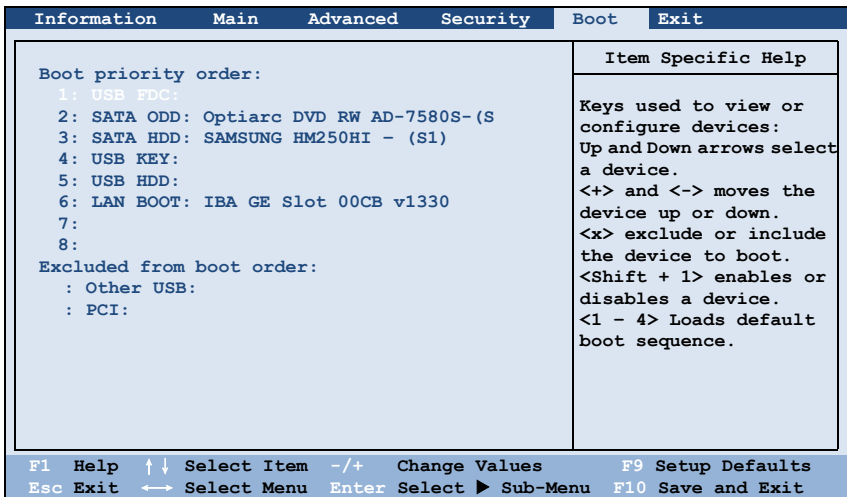 Information Main Advanced Security Boot Exit
Boot priority order:
1: USB FDC:
2: SATA ODD: Optiarc DVD RW AD-7580S-(S
3: SATA HDD: SAMSUNG HM250HI – (S1)
4: USB KEY:
5: USB HDD:
6: LAN BOOT: IBA GE Slot 00CB v1330
7:
8:
Excluded from boot order:
: Other USB:
: PCI:
Item Specific Help
Keys used to view or
configure devices:
Up and Down arrows select
a device.
<+> and <-> moves the
device up or down.
<x> exclude or include
the device to boot.
<Shift + 1> enables or
disables a device.
<1 – 4> Loads default
boot sequence.
F1 Help ↑↓ Select Item -/+ Change Values F9 Setup Defaults
Esc Exit ←→ Select Menu Enter Select ▶ Sub-Menu F10 Save and Exit